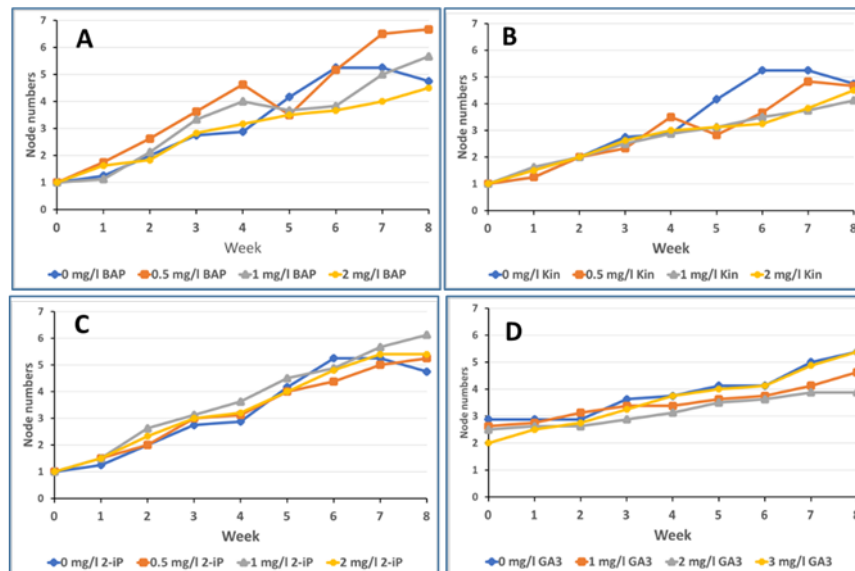 A
Node numbers
7
6
5
4
3
2
1
0
0 1 2 3 4 5 6 7 8
Week
0 mg/l BAP 0.5 mg/l BAP 1 mg/l BAP 2 mg/l BAP
B
Node numbers
7
6
5
4
3
2
1
0
0 1 2 3 4 5 6 7 8
Week
0 mg/l Kin 0.5 mg/l Kin 1 mg/l Kin 2 mg/l Kin
C
Node numbers
7
6
5
4
3
2
1
0
0 1 2 3 4 5 6 7 8
Week
0 mg/l 2-iP 0.5 mg/l 2-iP 1 mg/l 2-iP 2 mg/l 2-iP
D
Node numbers
7
6
5
4
3
2
1
0
0 1 2 3 4 5 6 7 8
Week
0 mg/l GA3 1 mg/l GA3 2 mg/l GA3 3 mg/l GA3